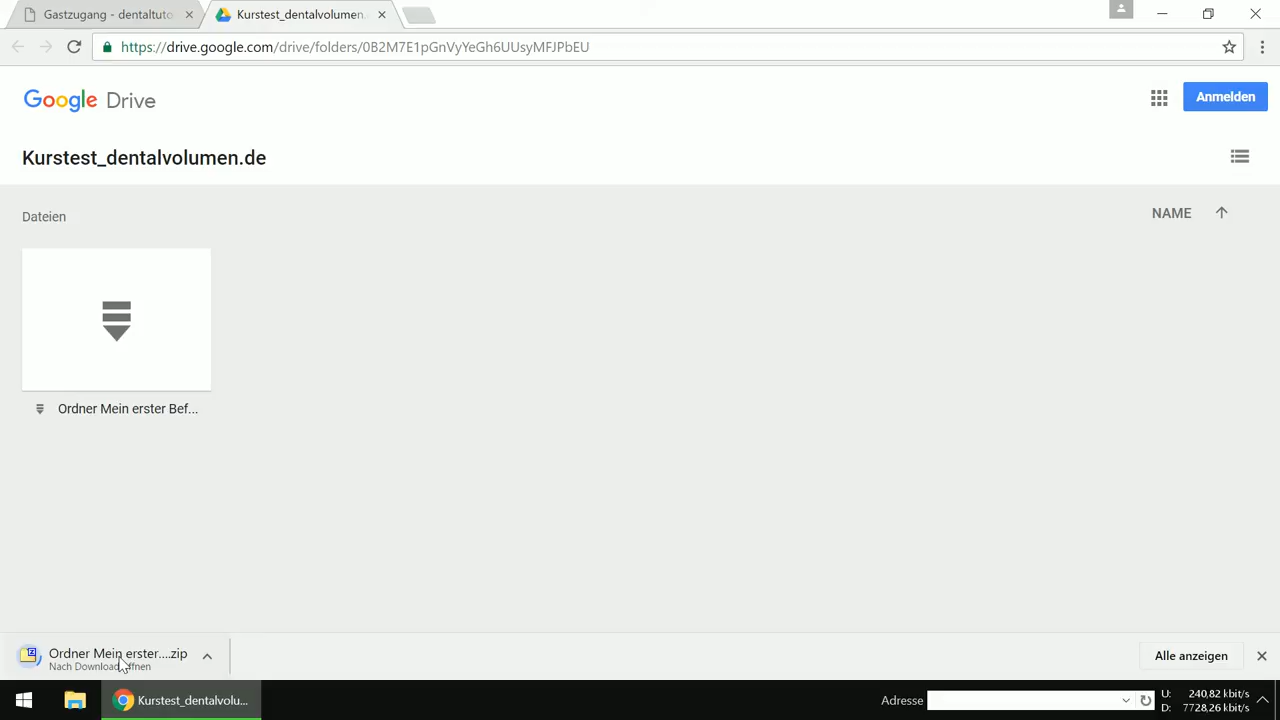 Gastzugang - dentaltuto
Kurstest_dentalvolumen.
https://drive.google.com/drive/folders/0B2M7E1pGnVyYeGh6UUsyMFJPbEU
Google Drive
Anmelden
Kurstest_dentalvolumen.de
Dateien
NAME
Ordner Mein erster Bef...
Ordner Mein erster....zip
Nach Download öffnen
Alle anzeigen
Kurstest_dentalvolu...
Adresse
U: 240,82 kbit/s
D: 7728,26 kbit/s